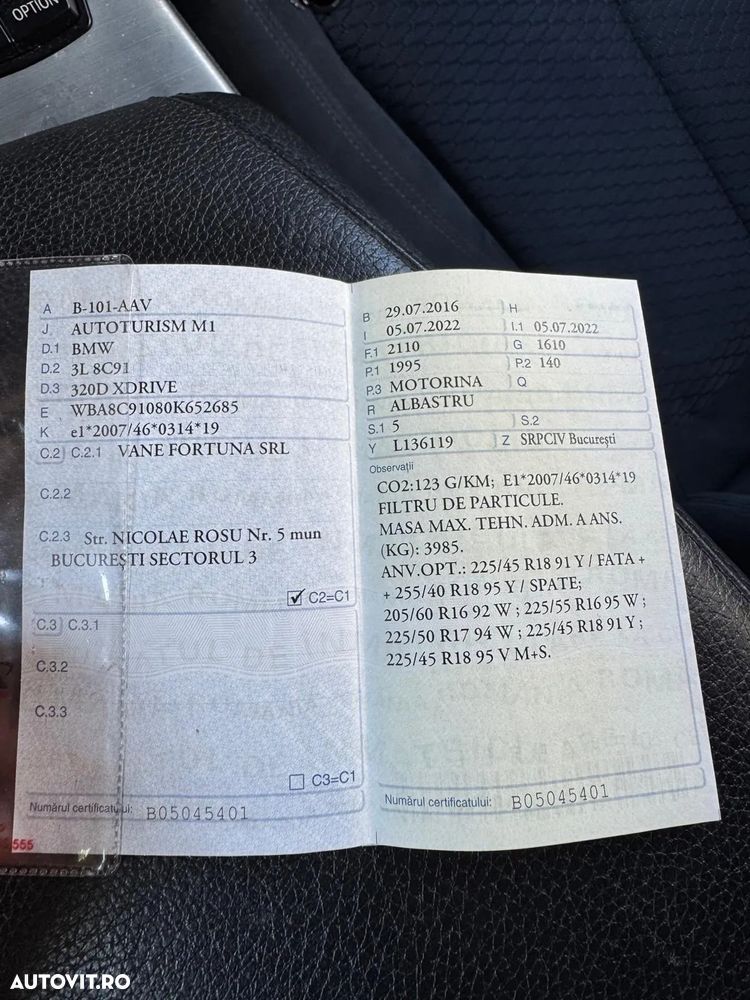 OPTION
A B-101-AAV
J. AUTOTURISM M1
D.1 BMW
D.2 3L 8C91
D.3 320D XDRIVE
E WBA8C91080K652685
K e1*2007/46*0314*19
C.2 C.2.1 VANE FORTUNA SRL
C.2.2
C.2.3 Str. NICOLAE ROSU Nr. 5 mun
BUCUREȘTI SECTORUL 3
C2=C1
C.3 C.3.1
C.3.2
C.3.3
C3=C1
Numărul certificatului: B05045401
555
B 29.07.2016 H
I 05.07.2022 I.1 05.07.2022
F.1 2110 G 1610
P.1 1995 P.2 140
P.3 MOTORINA Q
R ALBASTRU
S.1 5 S.2
Y L136119 Z SRPCIV București
Observații
CO2:123 G/KM; E1*2007/46*0314*19
FILTRU DE PARTICULE.
MASA MAX. TEHN. ADM. A ANS.
(KG): 3985.
ANV.OPT.: 225/45 R18 91 Y / FATA +
+ 255/40 R18 95 Y / SPATE;
205/60 R16 92 W ; 225/55 R16 95 W ;
225/50 R17 94 W ; 225/45 R18 91 Y ;
225/45 R18 95 V M+S.
Numărul certificatului: B05045401
AUTOVIT.RO